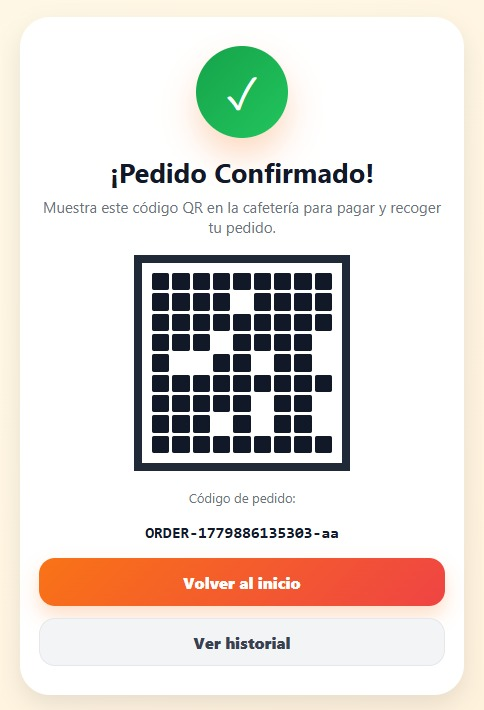 ¡Pedido Confirmado!
Muestra este código QR en la cafetería para pagar y recoger
tu pedido.
Código de pedido:
ORDER-1779886135303-aa
Volver al inicio
Ver historial